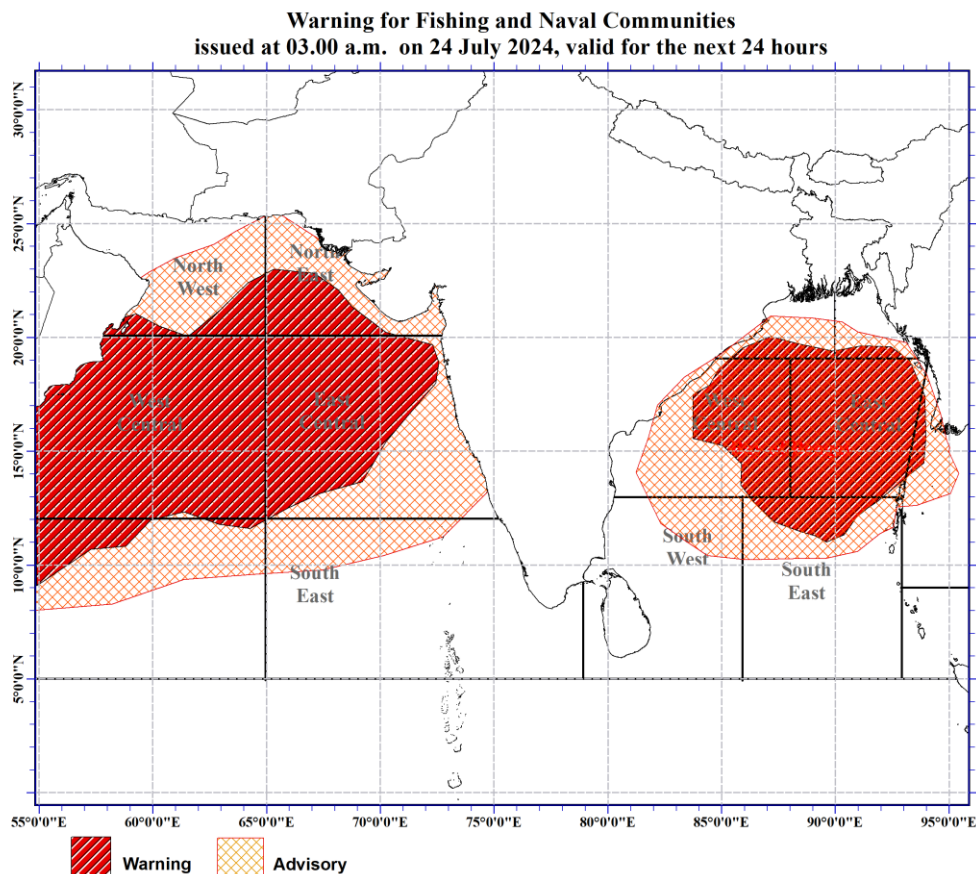 Warning for Fishing and Naval Communities
issued at 03.00 a.m.  on 24 July 2024, valid for the next 24 hours
30°0'0"N
25°0'0"N
20°0'0"N
15°0'0"N
10°0'0"N
5°0'0"N
North
West
North
East
West
Central
East
Central
South
East
West
Central
East
Central
South
West
South
East
55°0'0"E
60°0'0"E
65°0'0"E
70°0'0"E
75°0'0"E
80°0'0"E
85°0'0"E
90°0'0"E
95°0'0"E
Warning
Advisory